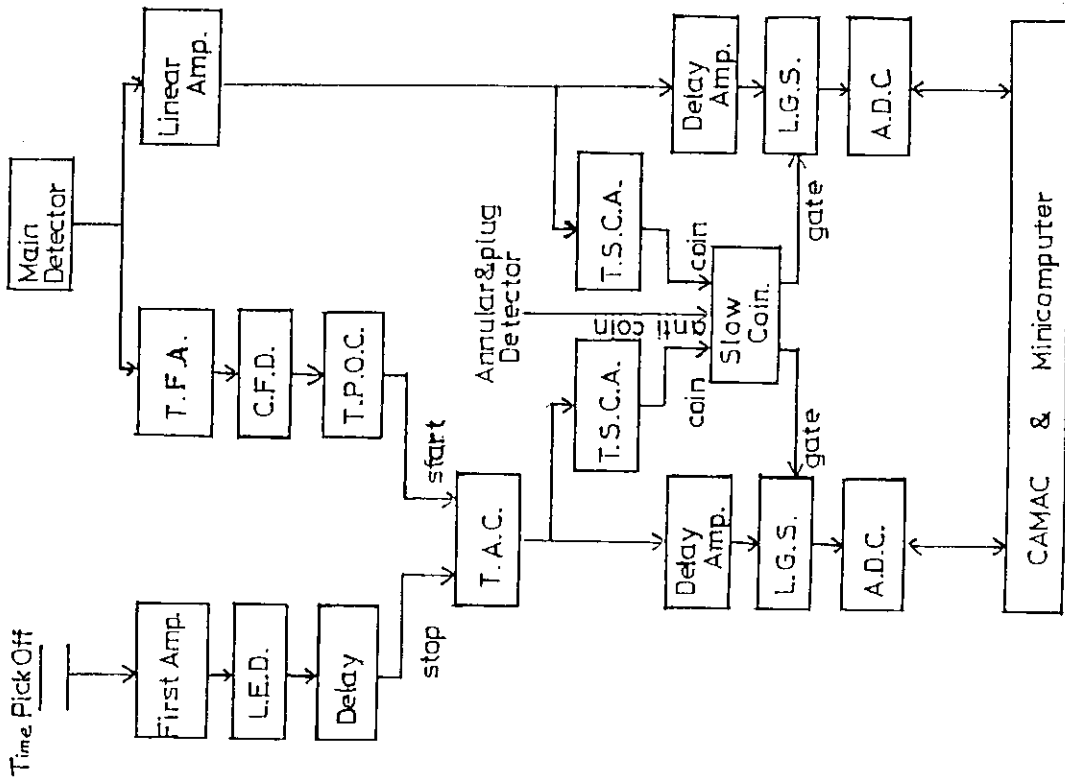 Time Pick Off
First Amp.
L.E.D.
Delay
stop
Main
Detector
T.F.A.
C.F.D.
T.P.O.C.
start
Linear
Amp.
T.A.C.
Annular&plug
Detector
T.S.C.A.
T.S.C.A.
coin
anti coin
coin
Slow
Coin.
gate
gate
Delay
Amp.
L.G.S.
A.D.C.
Delay
Amp.
L.G.S.
A.D.C.
CAMAC & Minicomputer